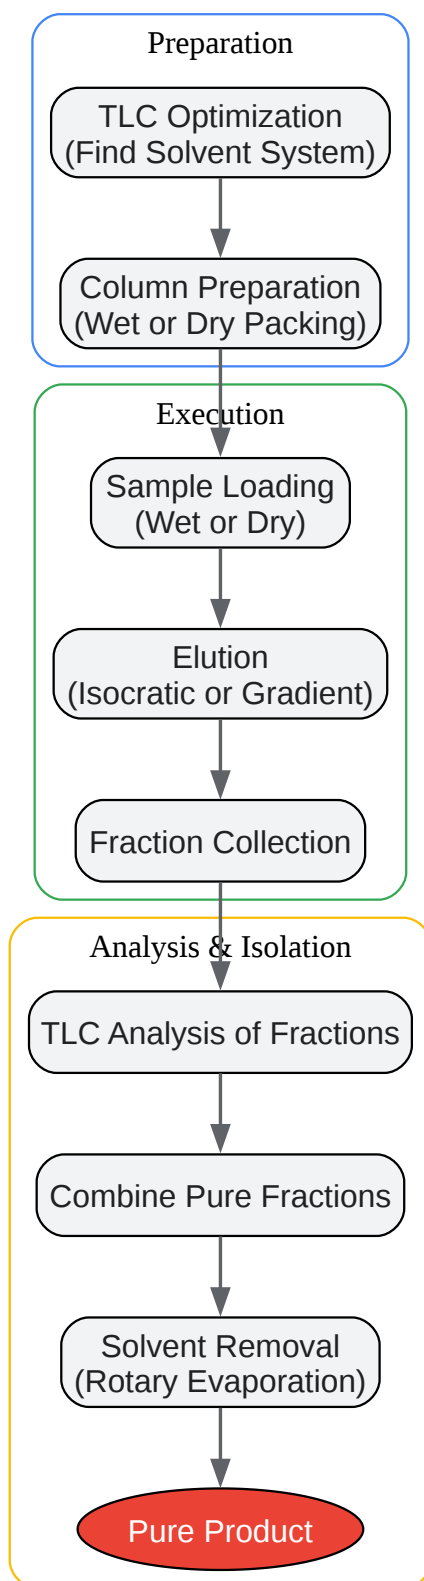 Preparation
TLC Optimization
(Find Solvent System)
Column Preparation
(Wet or Dry Packing)
Execution
Sample Loading
(Wet or Dry)
Elution
(Isocratic or Gradient)
Fraction Collection
Analysis & Isolation
TLC Analysis of Fractions
Combine Pure Fractions
Solvent Removal
(Rotary Evaporation)
Pure Product